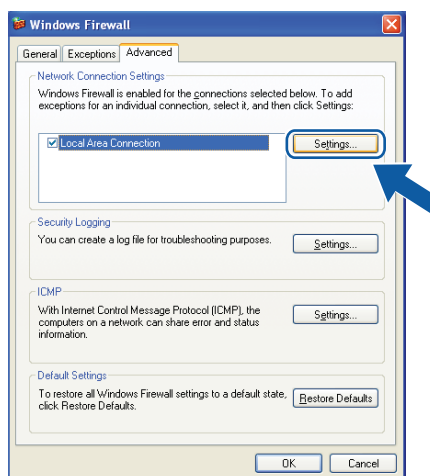 Windows Firewall
General Exceptions Advanced
Network Connection Settings
Windows Firewall is enabled for the connections selected below. To add
exceptions for an individual connection, select it, and then click Settings:
Local Area Connection
Settings...
Security Logging
You can create a log file for troubleshooting purposes.
Settings...
ICMP
With Internet Control Message Protocol (ICMP), the
computers on a network can share error and status
information.
Settings...
Default Settings
To restore all Windows Firewall settings to a default state,
click Restore Defaults.
Restore Defaults
OK Cancel